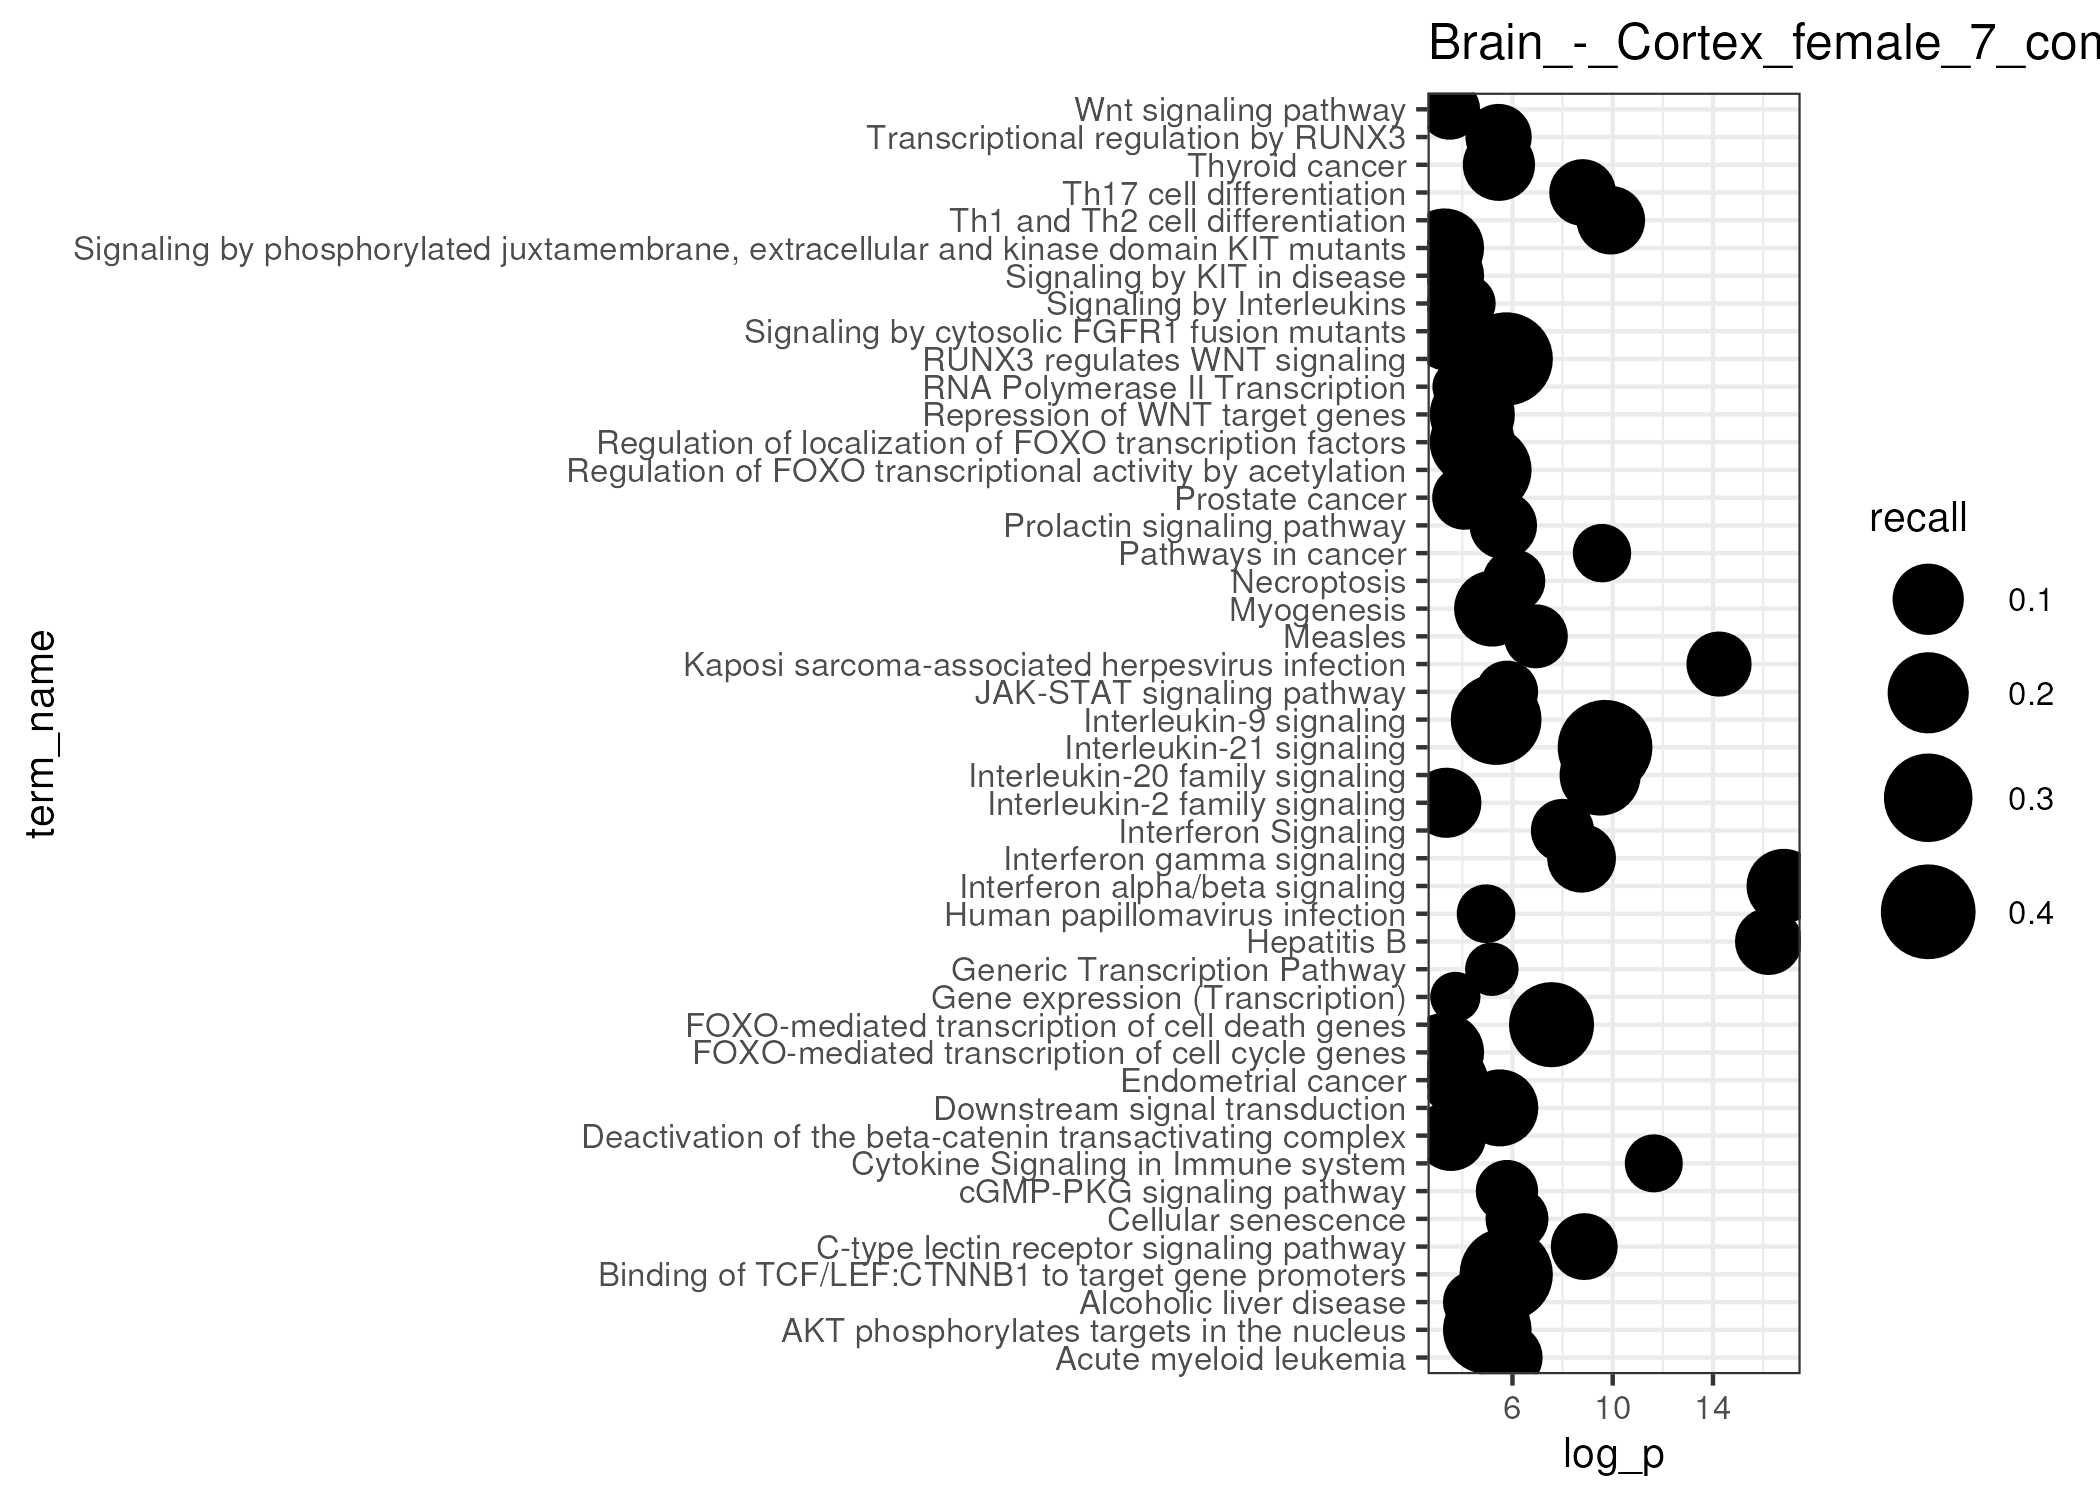 Brain_-_Cortex_female_7_con
Wnt signaling pathway
Transcriptional regulation by RUNX3
Thyroid cancer
Th17 cell differentiation
Th1 and Th2 cell differentiation
Signaling by phosphorylated juxtamembrane, extracellular and kinase domain KIT mutants
Signaling by KIT in disease
Signaling by Interleukins
Signaling by cytosolic FGFR1 fusion mutants
RUNX3 regulates WNT signaling
RNA Polymerase II Transcription
Repression of WNT target genes
Regulation of localization of FOXO transcription factors
Regulation of FOXO transcriptional activity by acetylation
Prostate cancer
Prolactin signaling pathway
Pathways in cancer
Necroptosis
Myogenesis
Measles
Kaposi sarcoma-associated herpesvirus infection
JAK-STAT signaling pathway
Interleukin-9 signaling
Interleukin-21 signaling
Interleukin-20 family signaling
Interleukin-2 family signaling
Interferon Signaling
Interferon gamma signaling
Interferon alpha/beta signaling
Human papillomavirus infection
Hepatitis B
Generic Transcription Pathway
Gene expression (Transcription)
FOXO-mediated transcription of cell death genes
FOXO-mediated transcription of cell cycle genes
Endometrial cancer
Downstream signal transduction
Deactivation of the beta-catenin transactivating complex
Cytokine Signaling in Immune system
cGMP-PKG signaling pathway
Cellular senescence
C-type lectin receptor signaling pathway
Binding of TCF/LEF:CTNNB1 to target gene promoters
Alcoholic liver disease
AKT phosphorylates targets in the nucleus
Acute myeloid leukemia
term_name
6 10 14
log_p
recall
0.1
0.2
0.3
0.4